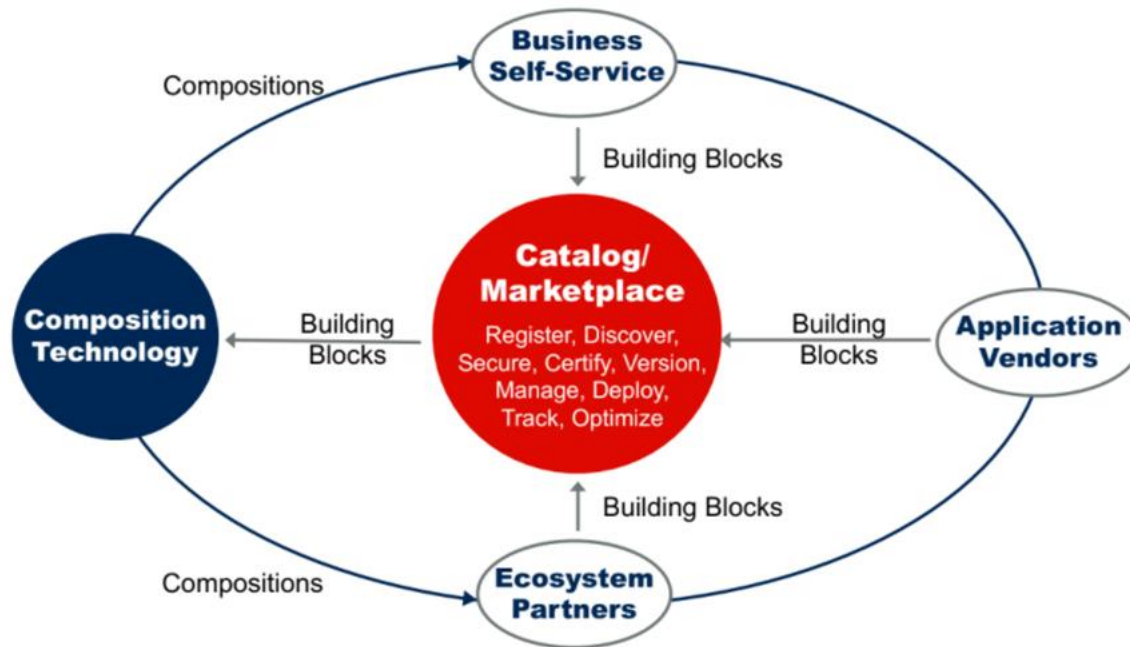 Business
Self-Service
Compositions
Building Blocks
Catalog/
Marketplace
Register, Discover,
Secure, Certify, Version,
Manage, Deploy,
Track, Optimize
Composition
Technology
Building
Blocks
Building
Blocks
Application
Vendors
Building Blocks
Compositions
Ecosystem
Partners